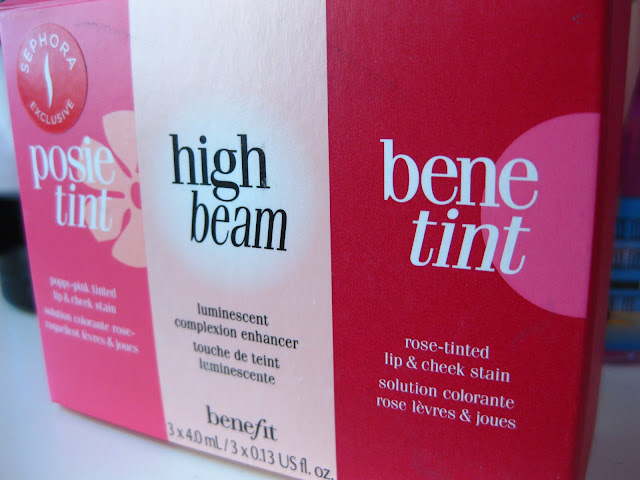 SEPHORA
EXCLUSIVE
posie
tint
poppy-pink tinted
lip & cheek stain
solution colorante rose-
coquelicot lèvres & joues
high
beam
luminescent
complexion enhancer
touche de teint
luminescente
benefit
3 x 4.0 mL / 3 x 0.13 US fl. oz.
bene
tint
rose-tinted
lip & cheek stain
solution colorante
rose lèvres & joues